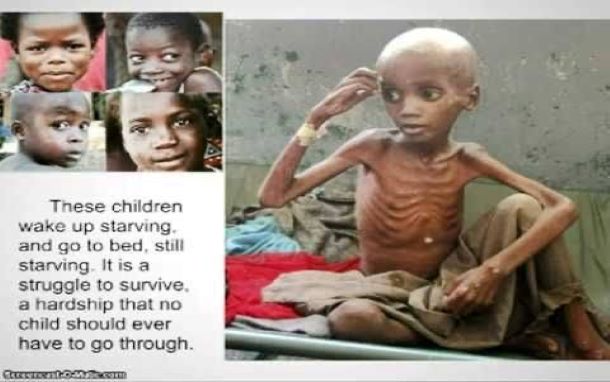 These children
wake up starving,
and go to bed, still
starving. It is a
struggle to survive,
a hardship that no
child should ever
have to go through.
Screencast-O-Matic.com